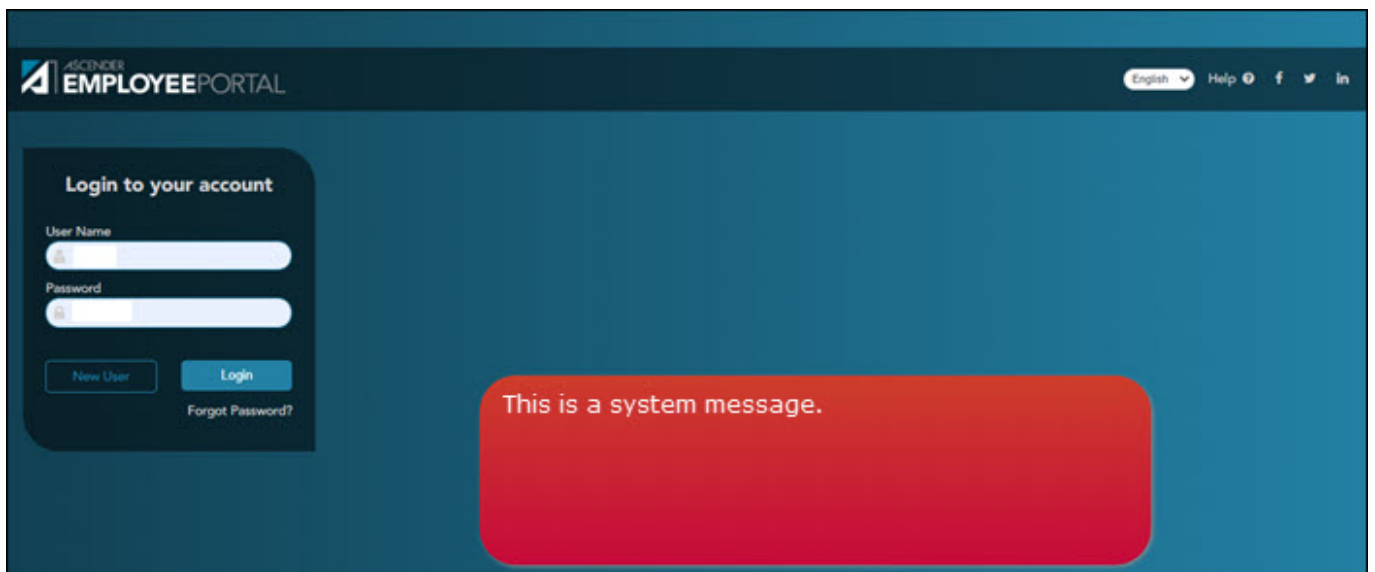 ASCENDER
EMPLOYEEPORTAL
English
Help
Login to your account
User Name
Password
New User
Login
Forgot Password?
This is a system message.